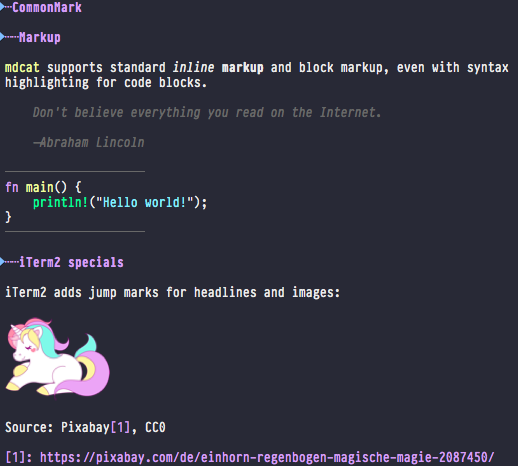 CommonMark
Markup
mdcat supports standard inline markup and block markup, even with syntax
highlighting for code blocks.
Don't believe everything you read on the Internet.
—Abraham Lincoln
fn main() {
println!("Hello world!");
}
iTerm2 specials
iTerm2 adds jump marks for headlines and images:
Source: Pixabay[1], CC0
[1]: https://pixabay.com/de/einhorn-regenbogen-magische-magie-2087450/